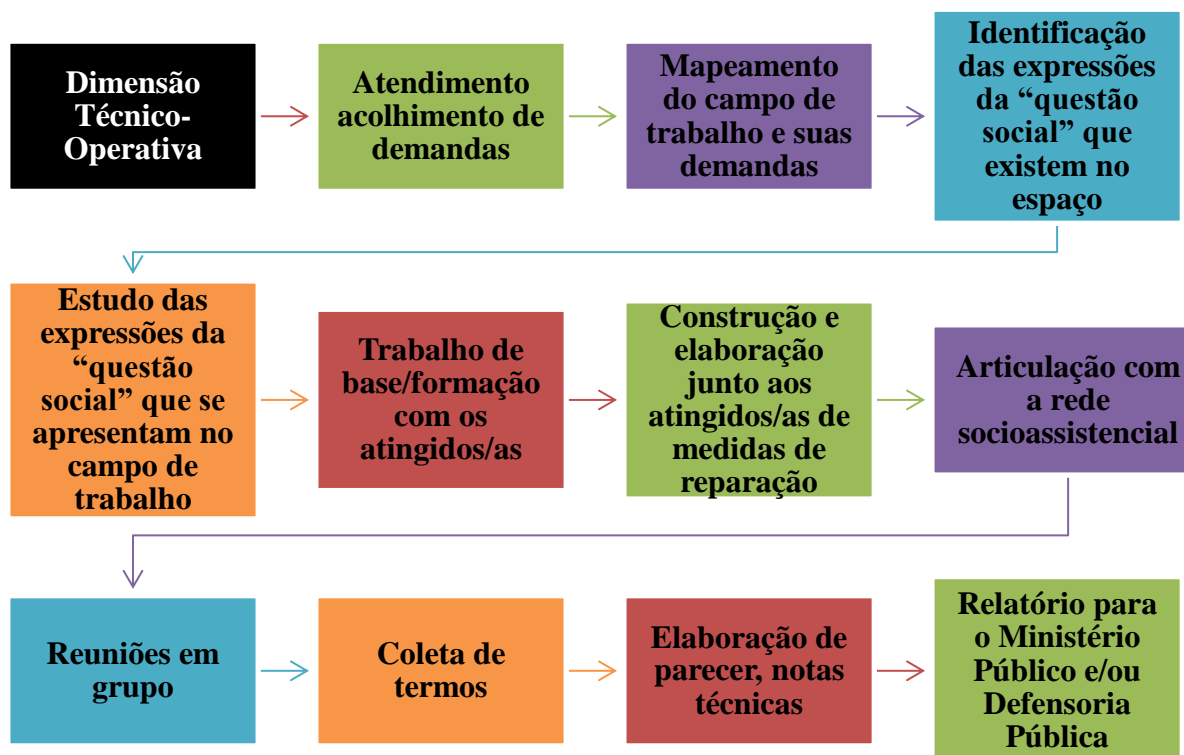 Dimensão
Técnico-
Operativa
Atendimento
acolhimento de
demandas
Mapeamento
do campo de
trabalho e suas
demandas
Identificação
das expressões
da “questão
social” que
existem no
espaço
Estudo das
expressões da
“questão
social” que se
apresentam no
campo de
trabalho
Trabalho de
base/formação
com os
atingidos/as
Construção e
elaboração
junto aos
atingidos/as de
medidas de
reparação
Articulação com
a rede
socioassistencial
Reuniões em
grupo
Coleta de
termos
Elaboração de
parecer, notas
técnicas
Relatório para
o Ministério
Público e/ou
Defensoria
Pública